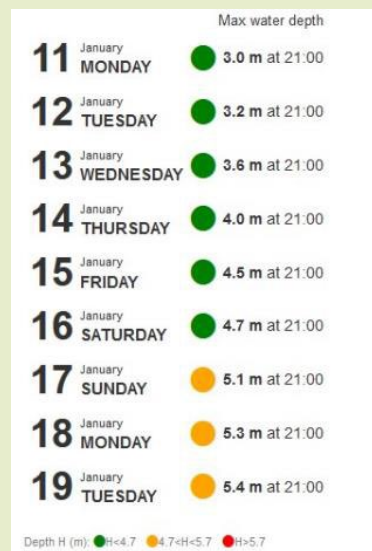 Max water depth
11 January MONDAY 3.0 m at 21:00
12 January TUESDAY 3.2 m at 21:00
13 January WEDNESDAY 3.6 m at 21:00
14 January THURSDAY 4.0 m at 21:00
15 January FRIDAY 4.5 m at 21:00
16 January SATURDAY 4.7 m at 21:00
17 January SUNDAY 5.1 m at 21:00
18 January MONDAY 5.3 m at 21:00
19 January TUESDAY 5.4 m at 21:00
Depth H (m): H<4.7 4.7<H<5.7 H>5.7